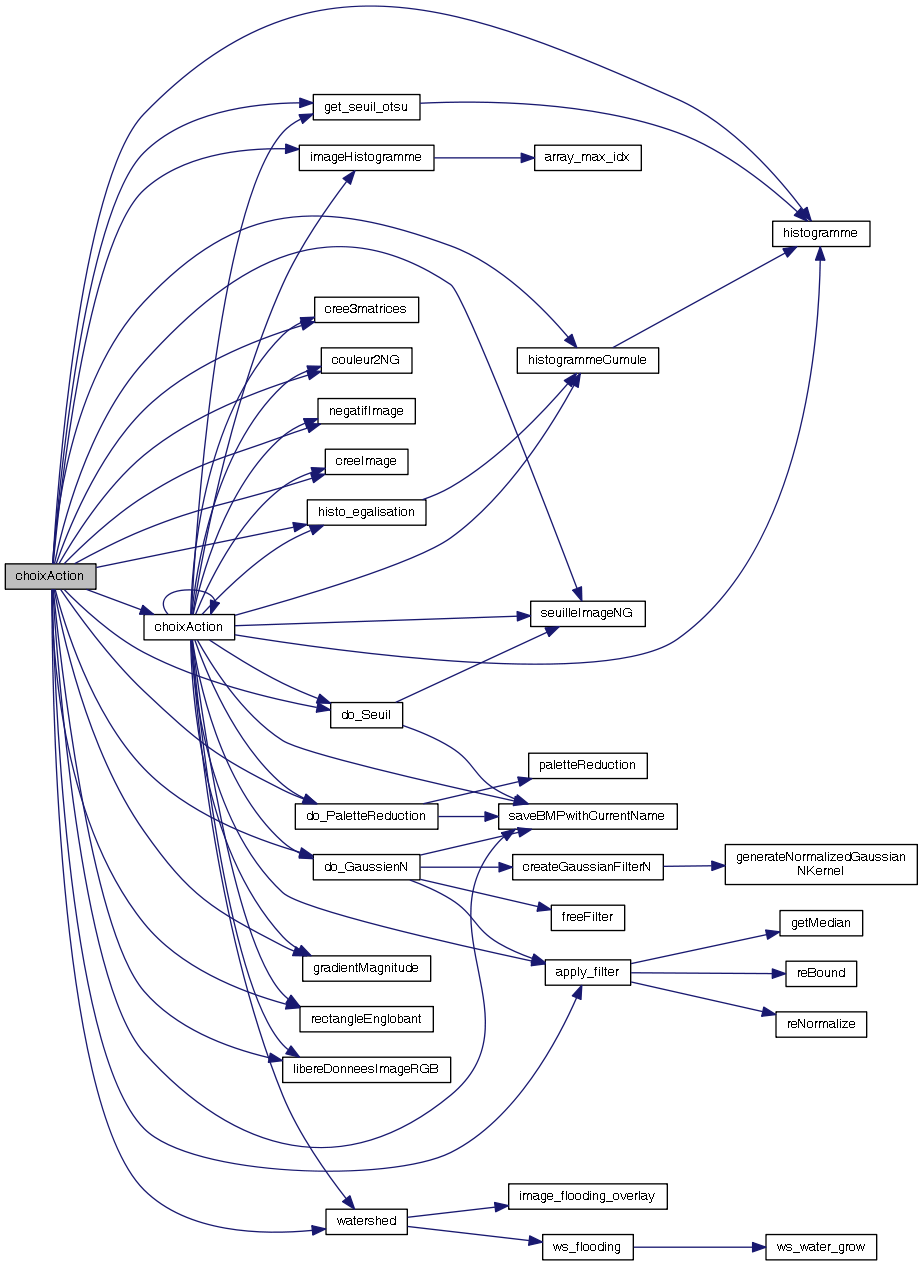 get_seuil_otsu
imageHistogramme
array_max_idx
histogramme
cree3matrices
histogrammeCumule
couleur2NG
negatifImage
creeImage
histo_egalisation
choixAction
seuilleImageNG
choixAction
do_Seuil
paletteReduction
do_PaletteReduction
saveBMPwithCurrentName
do_GaussienN
createGaussianFilterN
generateNormalizedGaussian
NKernel
freeFilter
getMedian
gradientMagnitude
apply_filter
reBound
rectangleEnglobant
reNormalize
libereDonneesImageRGB
image_flooding_overlay
watershed
ws_flooding
ws_water_grow